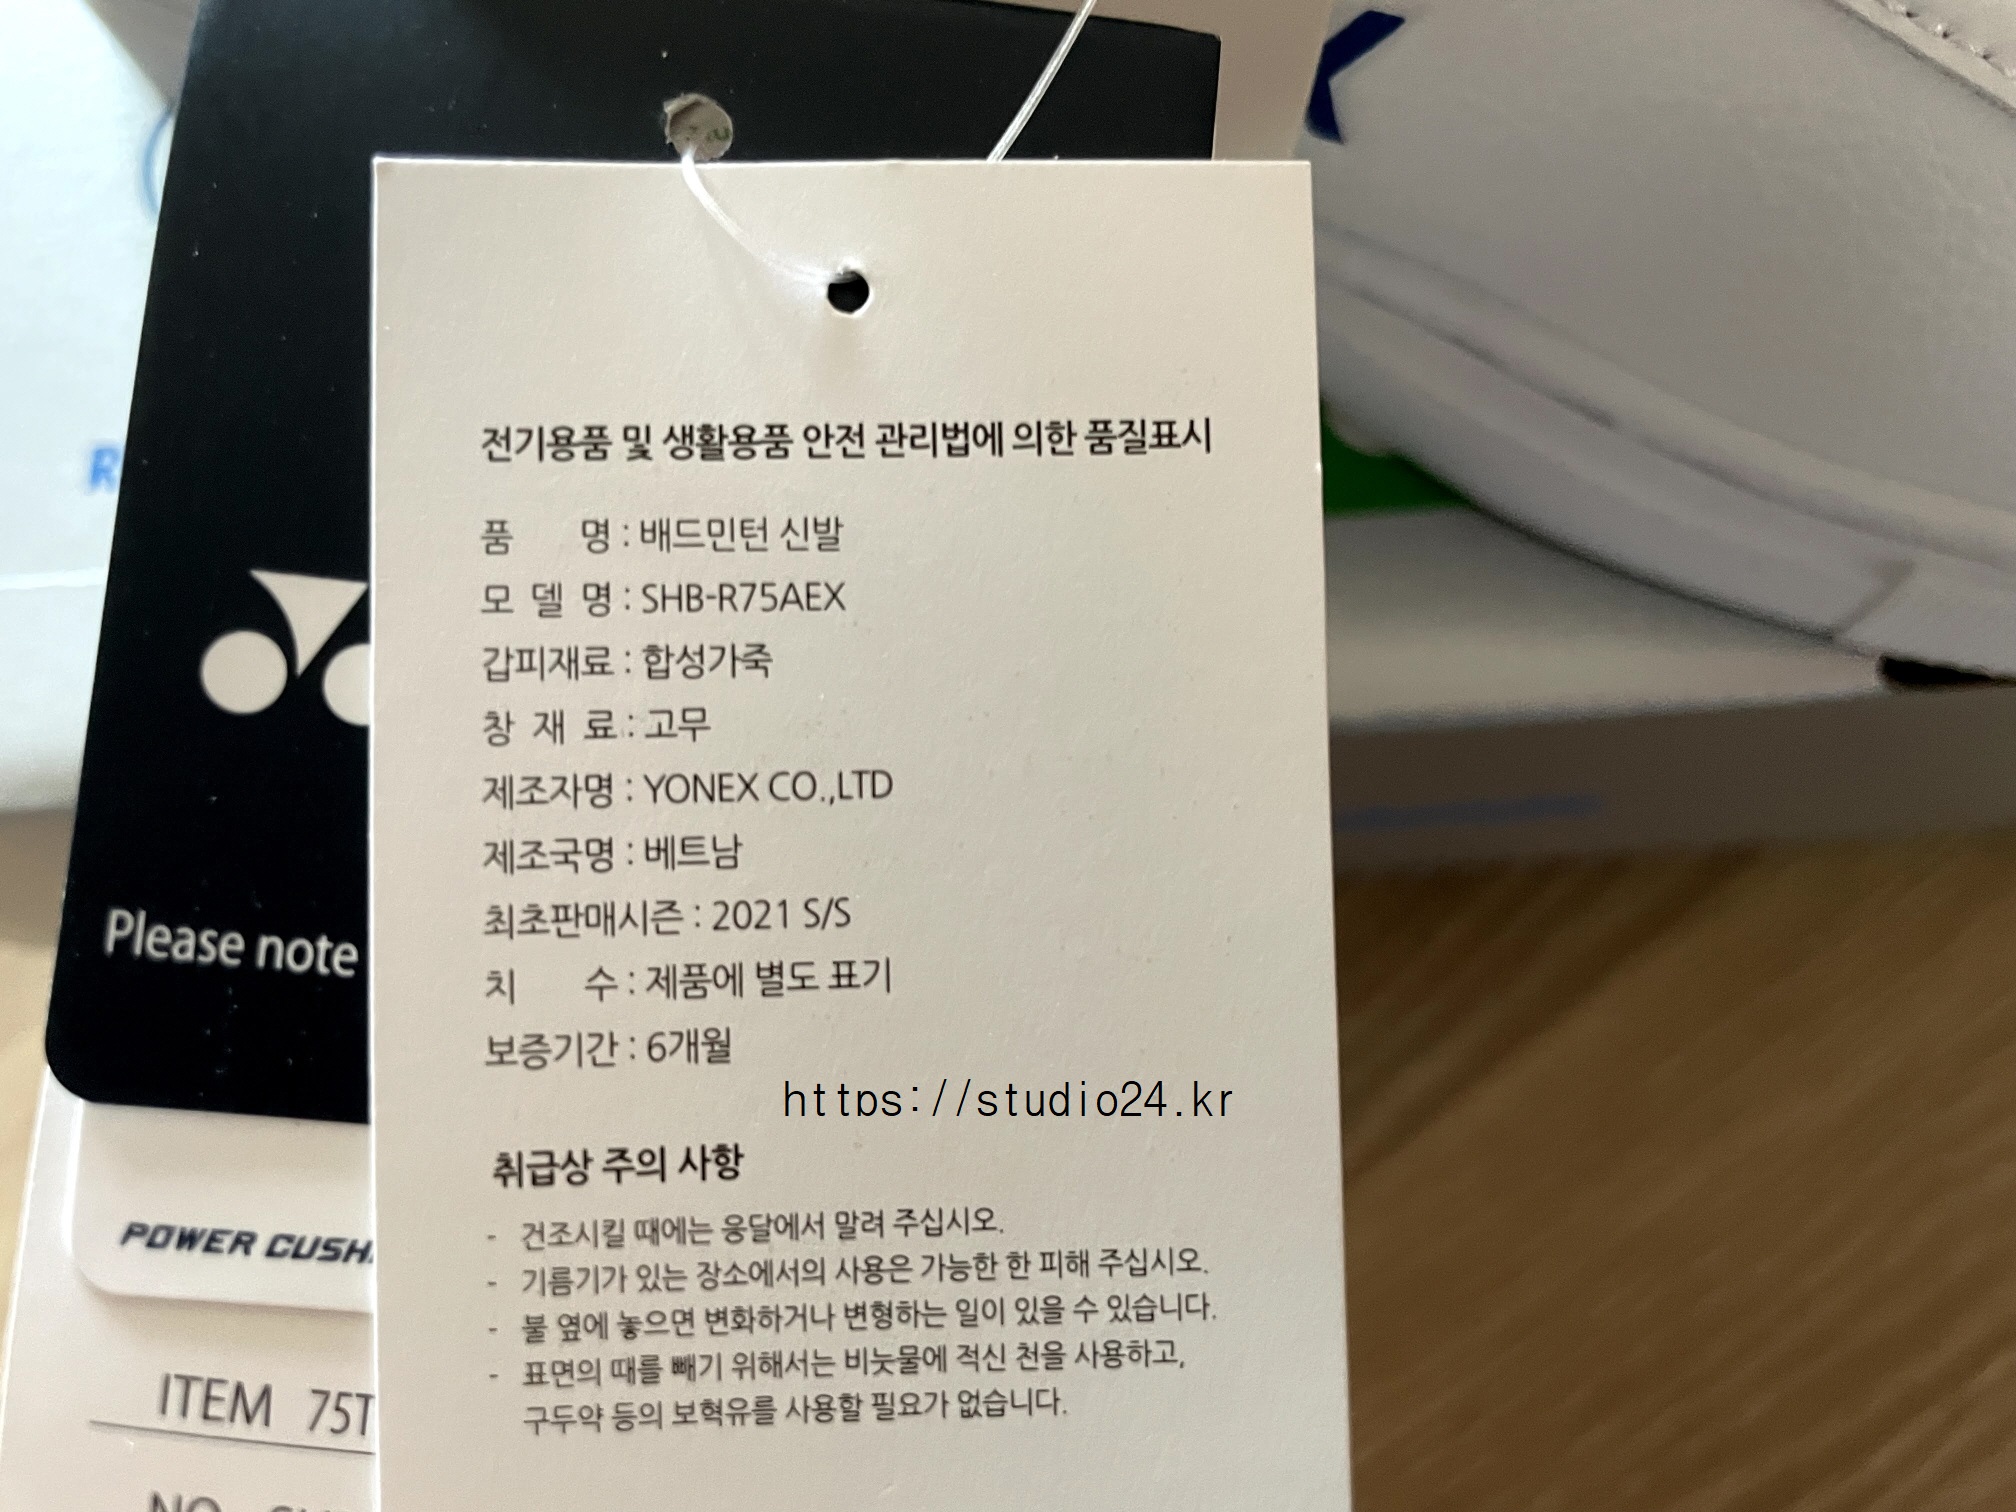 전기용품 및 생활용품 안전 관리법에 의한 품질표시
품 명 : 배드민턴 신발
모 델 명 : SHB-R75AEX
갑피재료 : 합성가죽
창 재 료 : 고무
제조자명 : YONEX CO.,LTD
제조국명 : 베트남
최초판매시즌 : 2021 S/S
치 수 : 제품에 별도 표기
보증기간 : 6개월
https://studio24.kr
취급상 주의 사항
- 건조시킬 때에는 응달에서 말려 주십시오.
- 기름기가 있는 장소에서의 사용은 가능한 한 피해 주십시오.
- 불 옆에 놓으면 변화하거나 변형하는 일이 있을 수 있습니다.
- 표면의 때를 빼기 위해서는 비눗물에 적신 천을 사용하고,
구두약 등의 보혁유를 사용할 필요가 없습니다.
Please note
POWER CUSH
ITEM 75T